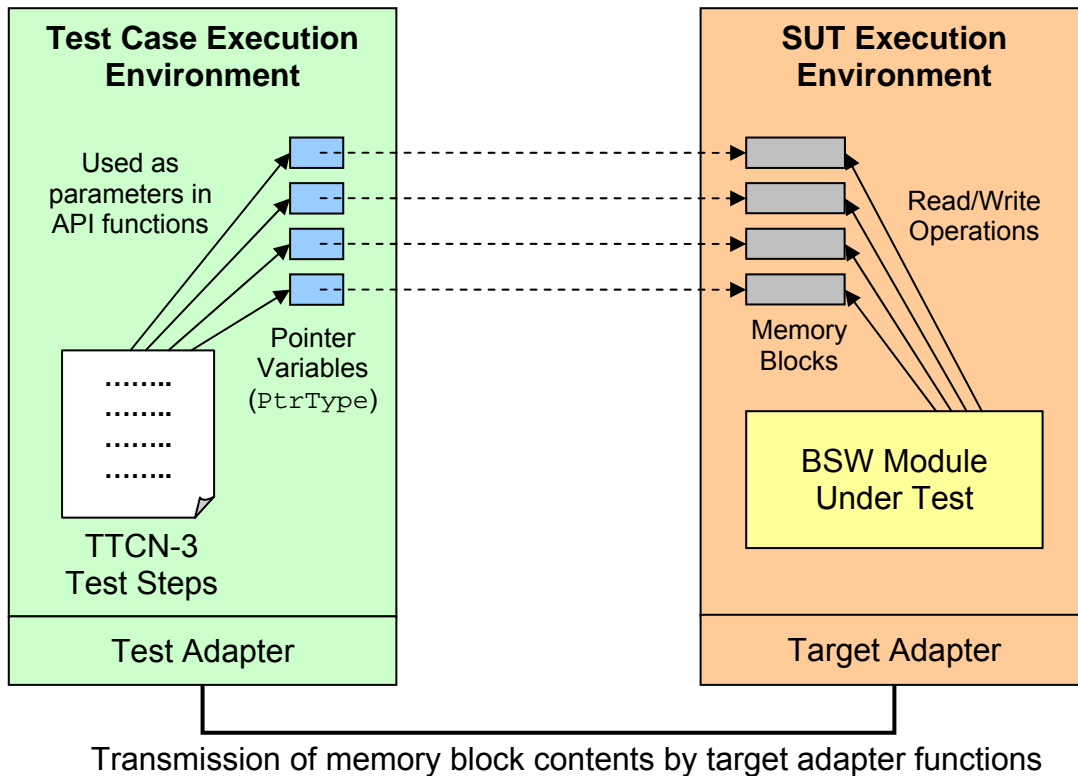 Test Case Execution
Environment
Used as
parameters in
API functions
Pointer
Variables
(PtrType)
........
........
........
........
TTCN-3
Test Steps
Test Adapter
SUT Execution
Environment
Read/Write
Operations
Memory
Blocks
BSW Module
Under Test
Target Adapter
Transmission of memory block contents by target adapter functions